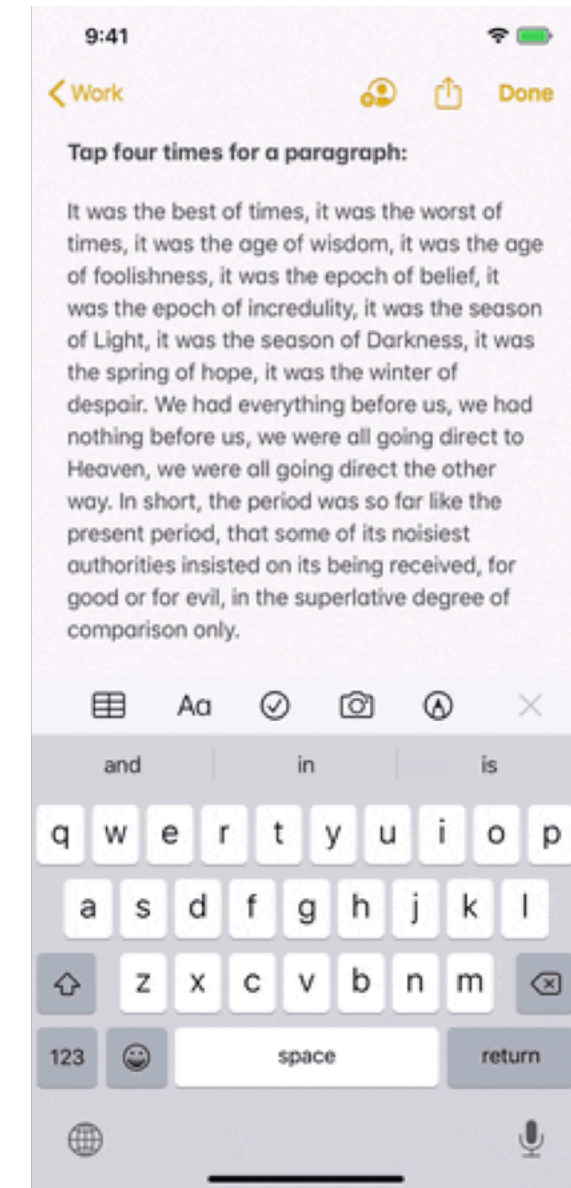 9:41
Work
Done
Tap four times for a paragraph:
It was the best of times, it was the worst of
times, it was the age of wisdom, it was the age
of foolishness, it was the epoch of belief, it
was the epoch of incredulity, it was the season
of Light, it was the season of Darkness, it was
the spring of hope, it was the winter of
despair. We had everything before us, we had
nothing before us, we were all going direct to
Heaven, we were all going direct the other
way. In short, the period was so far like the
present period, that some of its noisiest
authorities insisted on its being received, for
good or for evil, in the superlative degree of
comparison only.
Aa
and in is
q w e r t y u i o p
a s d f g h j k l
z x c v b n m
123 space return